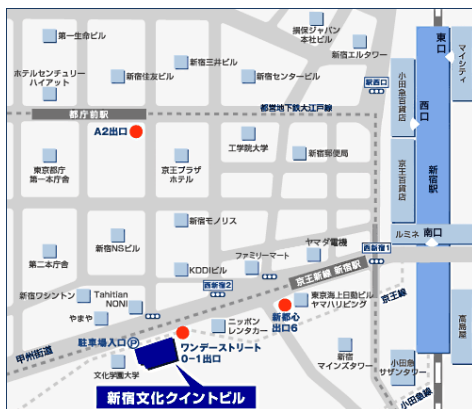 第一生命ビル
損保ジャパン
本社ビル
東口
マイシティ
新宿エルタワー
ホテルセンチュリー
ハイアット
新宿住友ビル
新宿三井ビル
新宿センタービル
駅西口
小田急百貨店
西口
都庁前駅
都営地下鉄大江戸線
A2出口
工学院大学
新宿郵便局
京王百貨店
新宿駅
東京都庁
第一本庁舎
京王プラザ
ホテル
新宿モノリス
ルミネ
南口
新宿NSビル
ヤマダ電機
西新宿1
第二本庁舎
KDDIビル
ファミリーマート
京王新線 新宿駅
西新宿2
京王線
新宿ワシントン
Tahitian
NONI
東京海上日動ビル
ヤマハリビング
新都心
出口6
高島屋
やまや
ニッポン
レンタカー
駐車場入口
P
ワンデーストリート
0-1出口
甲州街道
新宿
マインズタワー
小田急
サザンタワー
文化学園大学
新宿文化クイントビル
小田急線